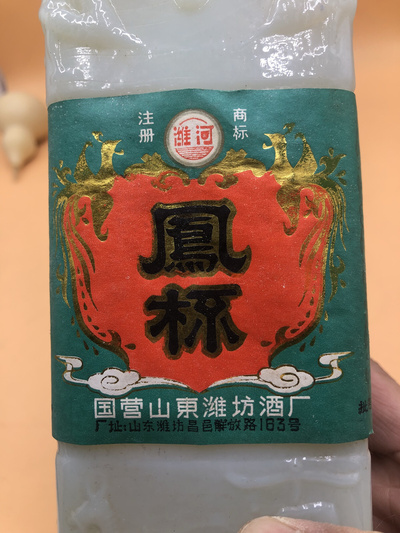 注册 商标
潍河
鳳
杯
国营山東潍坊酒厂
厂址:山东潍坊昌邑解放路163号